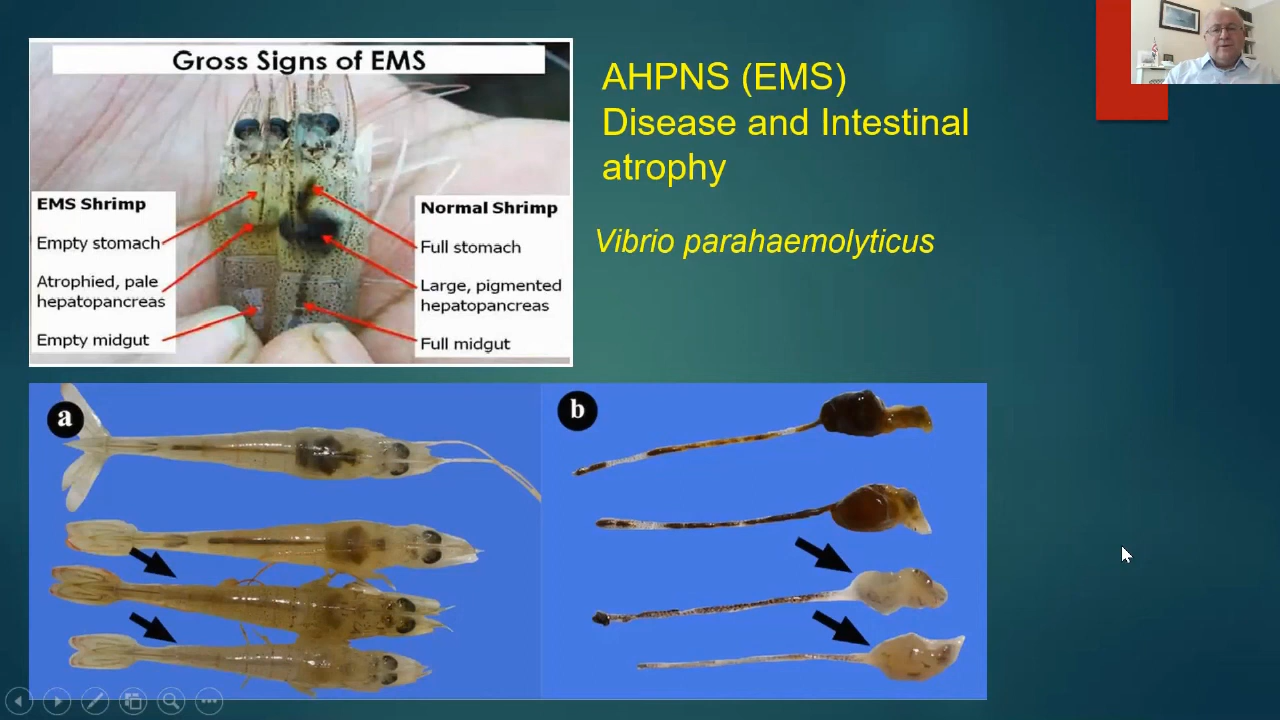 Gross Signs of EMS
EMS Shrimp
Empty stomach
Atrophied, pale
hepatopancreas
Empty midgut
Normal Shrimp
Full stomach
Large, pigmented
hepatopancreas
Full midgut
AHPNS (EMS)
Disease and Intestinal
atrophy
Vibrio parahaemolyticus
a
b